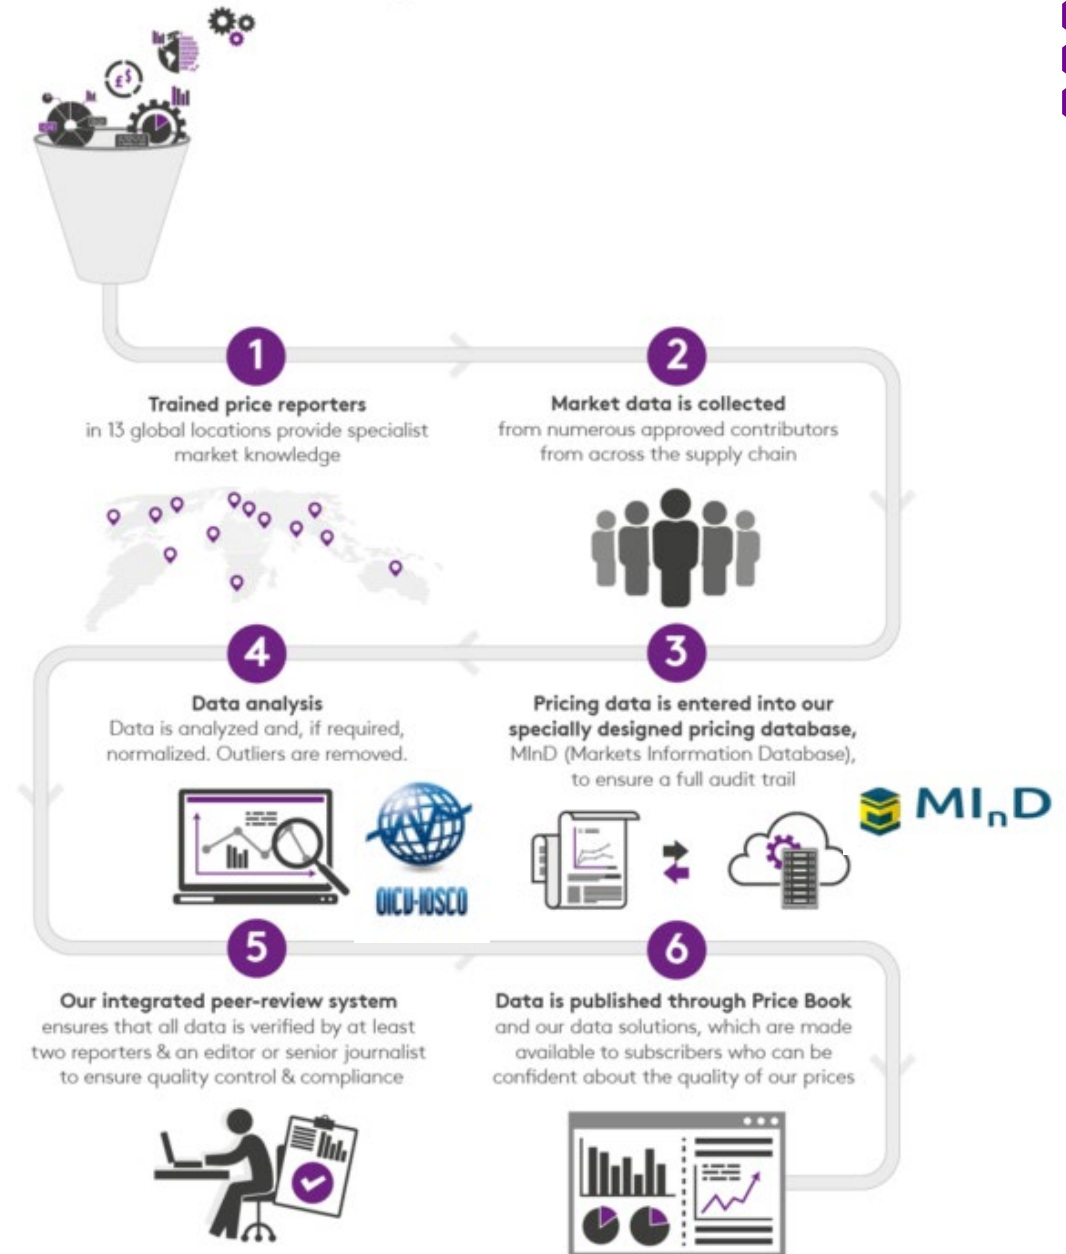 £$
1
Trained price reporters
in 13 global locations provide specialist
market knowledge
2
Market data is collected
from numerous approved contributors
from across the supply chain
3
Pricing data is entered into our
specially designed pricing database,
MInD (Markets Information Database),
to ensure a full audit trail
MInD
4
Data analysis
Data is analyzed and, if required,
normalized. Outliers are removed.
OICU-IOSCO
5
Our integrated peer-review system
ensures that all data is verified by at least
two reporters & an editor or senior journalist
to ensure quality control & compliance
6
Data is published through Price Book
and our data solutions, which are made
available to subscribers who can be
confident about the quality of our prices